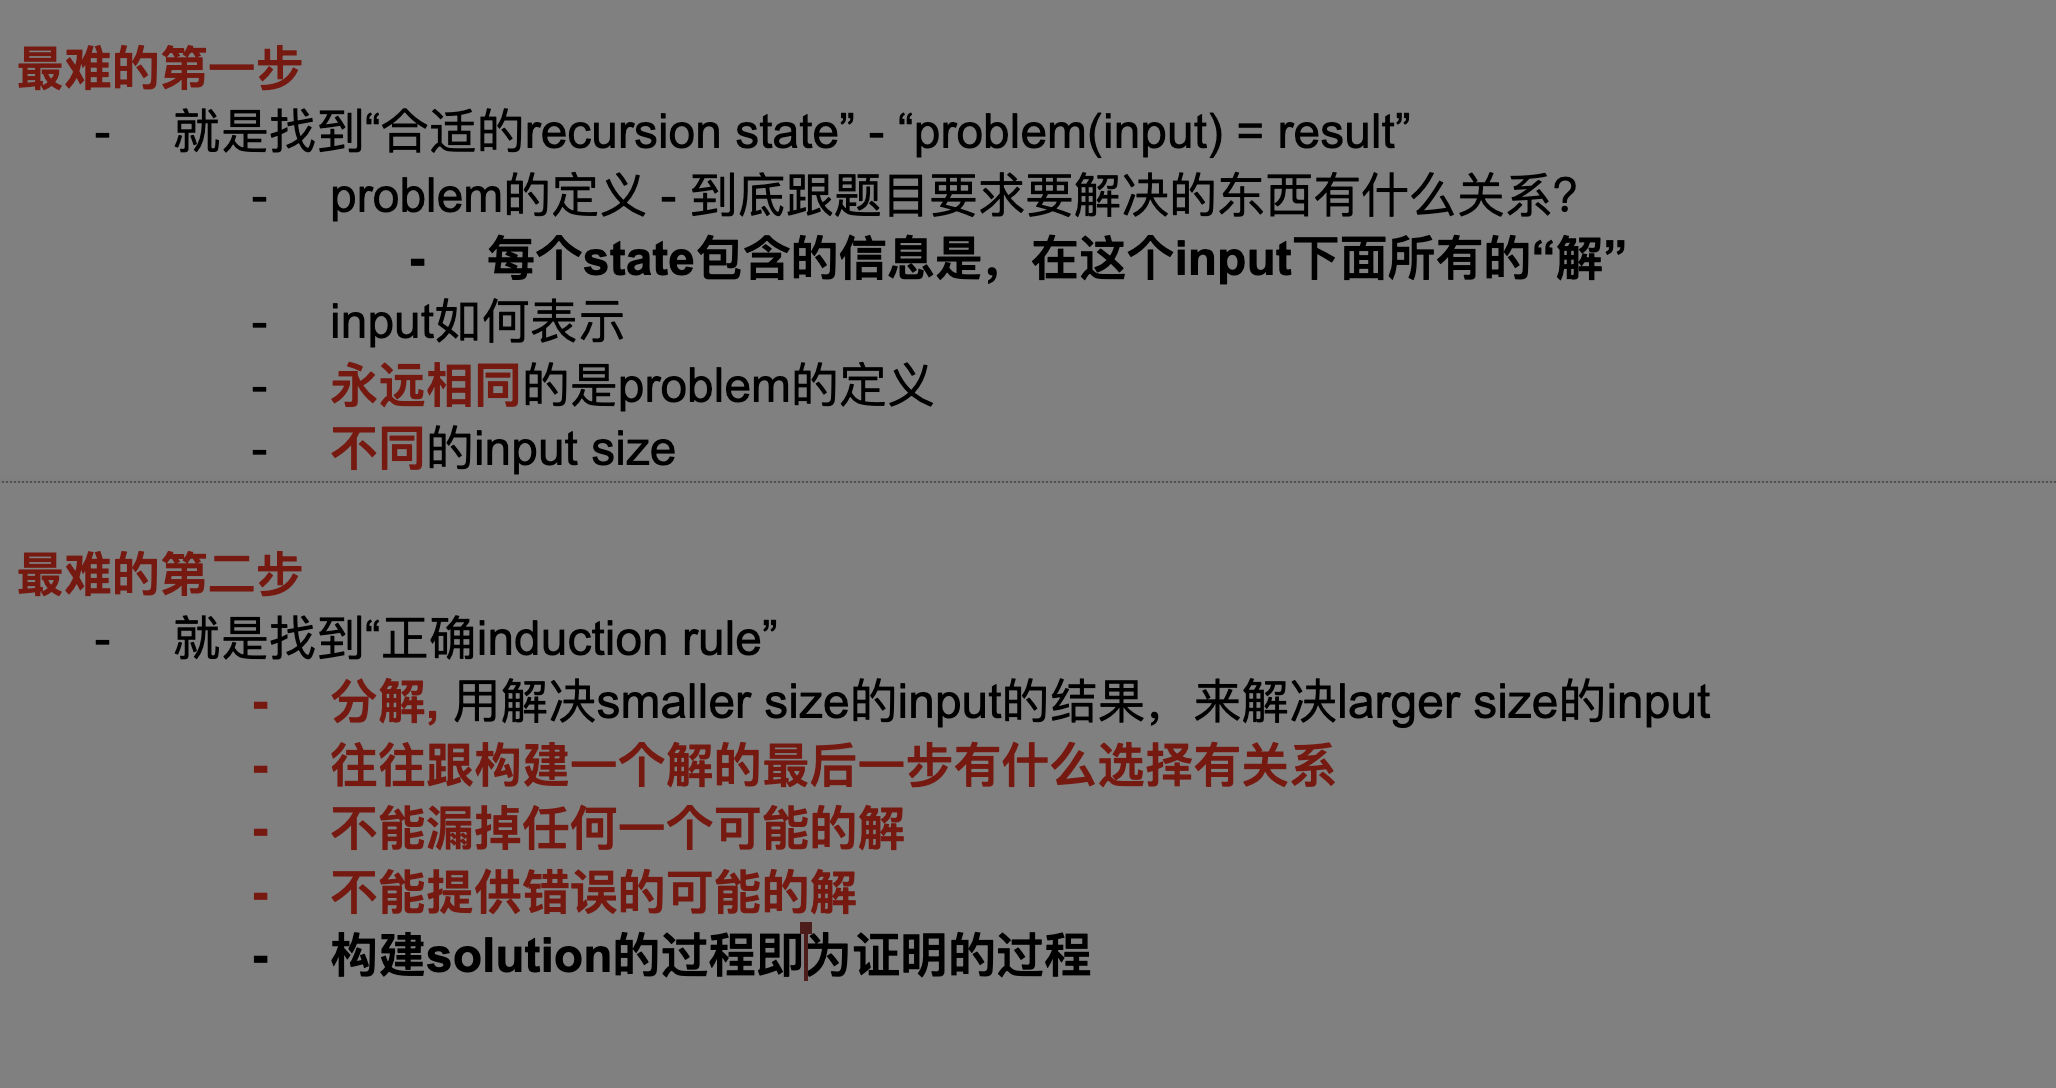 最难的第一步
- 就是找到“合适的recursion state” - “problem(input) = result”
- problem的定义 - 到底跟题目要求要解决的东西有什么关系?
- 每个state包含的信息是，在这个input下面所有的“解”
- input如何表示
- 永远相同的是problem的定义
- 不同的input size
最难的第二步
- 就是找到“正确induction rule”
- 分解, 用解决smaller size的input的结果，来解决larger size的input
- 往往跟构建一个解的最后一步有什么选择有关系
- 不能漏掉任何一个可能的解
- 不能提供错误的可能的解
- 构建solution的过程即为证明的过程